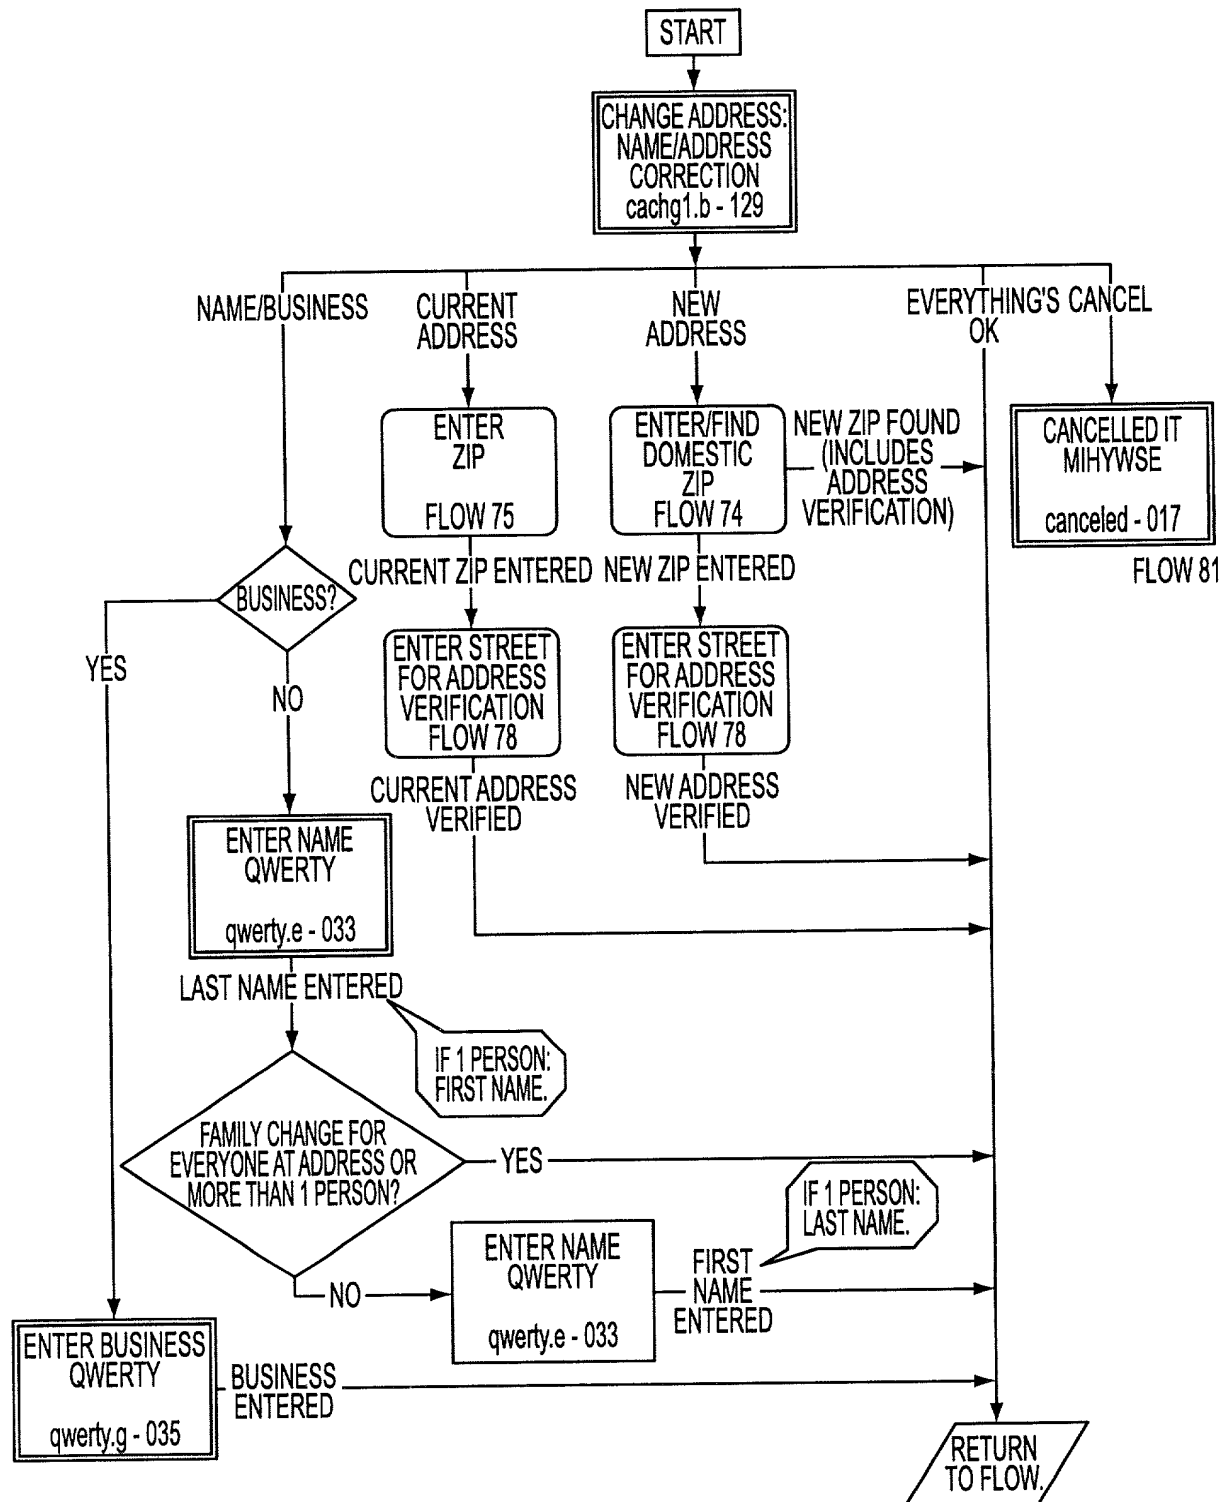 START
CHANGE ADDRESS:
NAME/ADDRESS
CORRECTION
cachg1.b - 129
NAME/BUSINESS
CURRENT
ADDRESS
NEW
ADDRESS
EVERYTHING'S
OK
CANCEL
ENTER
ZIP
FLOW 75
ENTER/FIND
DOMESTIC
ZIP
FLOW 74
NEW ZIP FOUND
(INCLUDES
ADDRESS
VERIFICATION)
CANCELLED IT
MIHYWSE
canceled - 017
FLOW 81
CURRENT ZIP ENTERED
NEW ZIP ENTERED
BUSINESS?
YES
NO
ENTER STREET
FOR ADDRESS
VERIFICATION
FLOW 78
ENTER STREET
FOR ADDRESS
VERIFICATION
FLOW 78
CURRENT ADDRESS
VERIFIED
NEW ADDRESS
VERIFIED
ENTER NAME
QWERTY
qwerty.e - 033
LAST NAME ENTERED
IF 1 PERSON:
FIRST NAME.
FAMILY CHANGE FOR
EVERYONE AT ADDRESS OR
MORE THAN 1 PERSON?
YES
NO
IF 1 PERSON:
LAST NAME.
ENTER NAME
QWERTY
qwerty.e - 033
FIRST
NAME
ENTERED
ENTER BUSINESS
QWERTY
qwerty.g - 035
BUSINESS
ENTERED
RETURN
TO FLOW.